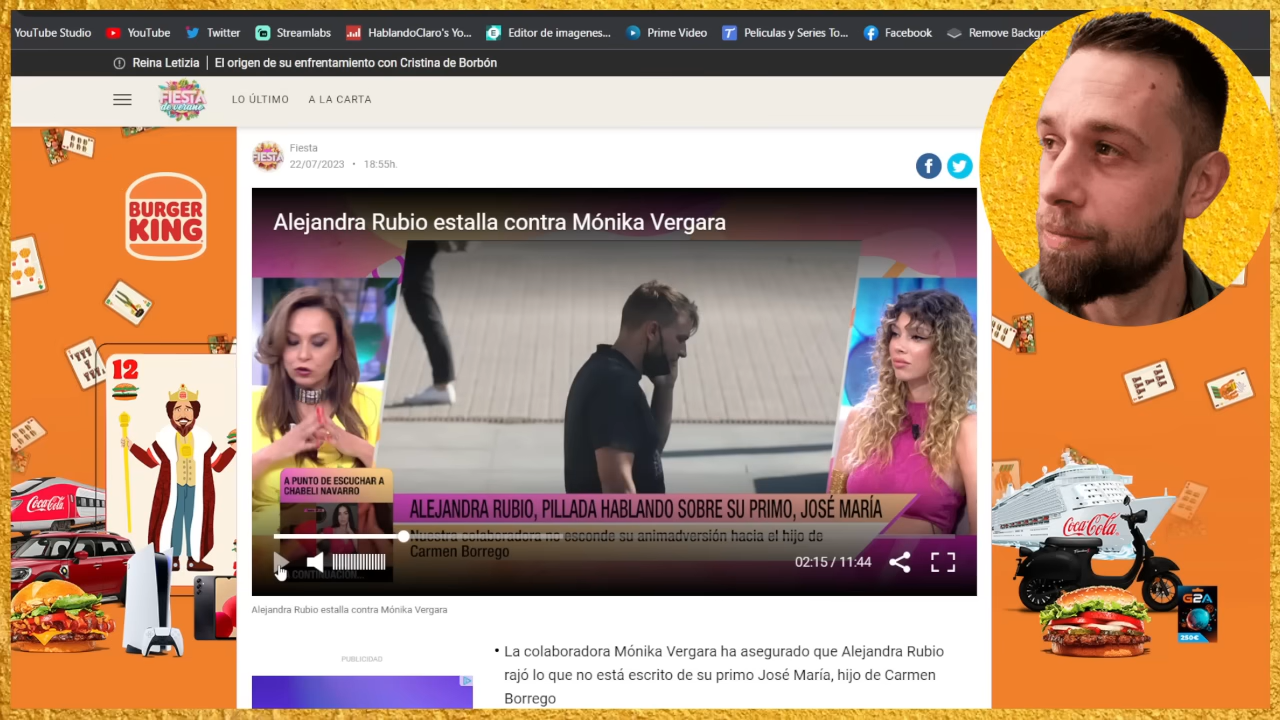 YouTube Studio
YouTube
Twitter
Streamlabs
HablandoClaro's Yo...
Editor de imagenes...
Prime Video
Peliculas y Series To...
Facebook
Remove Backgr
Reina Letizia | El origen de su enfrentamiento con Cristina de Borbón
FIESTA
de verano
LO ÚLTIMO
A LA CARTA
Fiesta
22/07/2023 • 18:55h.
FIESTA
BURGER
KING
Alejandra Rubio estalla contra Mónika Vergara
12
A PUNTO DE ESCUCHAR A
CHABELI NAVARRO
ALEJANDRA RUBIO, PILLADA HABLANDO SOBRE SU PRIMO, JOSÉ MARÍA
Nuestra colaboradora no esconde su animadversión hacia el hijo de
Carmen Borrego
A CONTINUACIÓN...
02:15 / 11:44
Coca-Cola
Coca-Cola
G2A
250€
Alejandra Rubio estalla contra Mónika Vergara
PUBLICIDAD
• La colaboradora Mónika Vergara ha asegurado que Alejandra Rubio
rajó lo que no está escrito de su primo José María, hijo de Carmen
Borrego